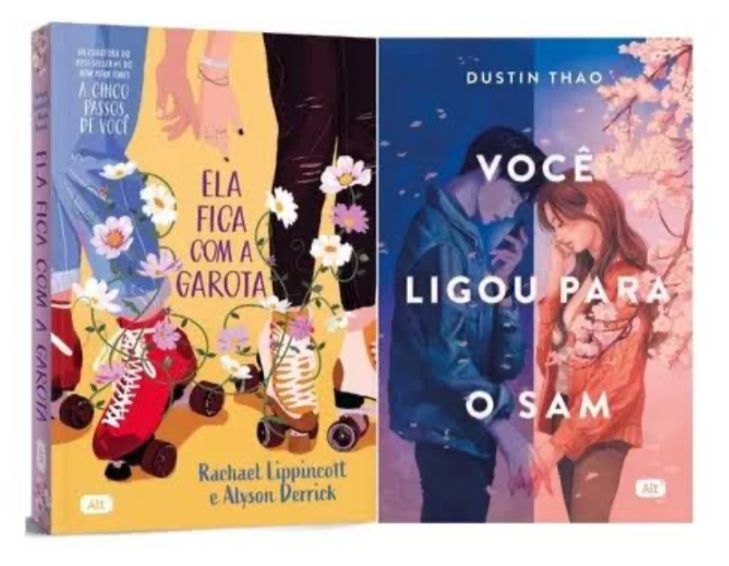 DA COAUTORA DO
BEST-SELLER #1 DO
NEW YORK TIMES
A CINCO
PASSOS
DE VOCÊ
ELA
FICA
COM A
GAROTA
Rachael Lippincott
e Alyson Derrick
Alt
ELA FICA COM A GAROTA
DUSTIN THAO
VOCÊ
LIGOU PARA
O SAM
Alt